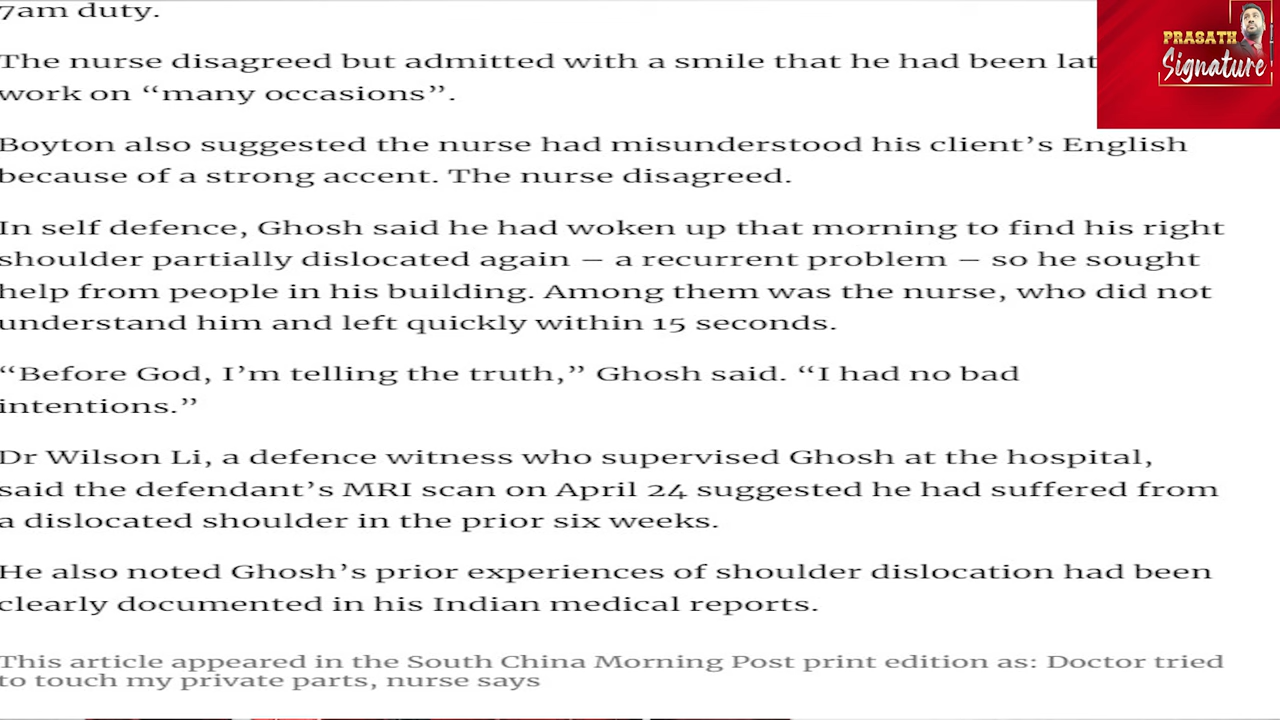 7am duty.
The nurse disagreed but admitted with a smile that he had been
work on “many occasions”.
Boyton also suggested the nurse had misunderstood his client’s English
because of a strong accent. The nurse disagreed.
In self defence, Ghosh said he had woken up that morning to find his right
shoulder partially dislocated again – a recurrent problem – so he sought
help from people in his building. Among them was the nurse, who did not
understand him and left quickly within 15 seconds.
“Before God, I’m telling the truth,” Ghosh said. “I had no bad
intentions.”
Dr Wilson Li, a defence witness who supervised Ghosh at the hospital,
said the defendant’s MRI scan on April 24 suggested he had suffered from
a dislocated shoulder in the prior six weeks.
He also noted Ghosh’s prior experiences of shoulder dislocation had been
clearly documented in his Indian medical reports.
This article appeared in the South China Morning Post print edition as: Doctor tried
to touch my private parts, nurse says
PRASATH
Signature